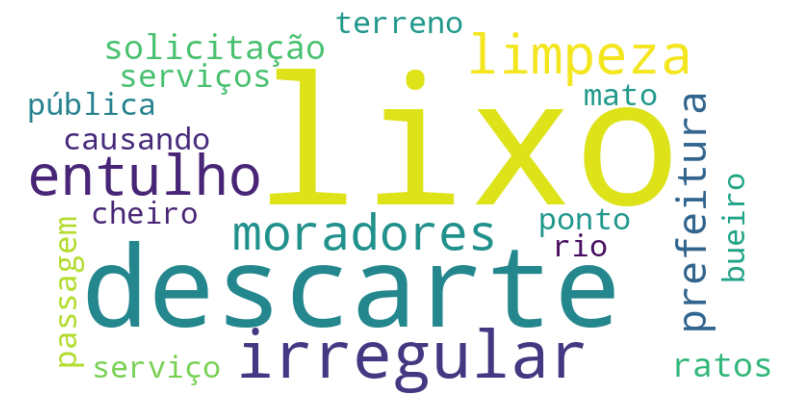 terreno
solicitação
limpeza
serviços
lixo
mato
pública
causando
entulho
prefeitura
cheiro
moradores
ponto
bueiro
rio
passagem
descarte
irregular
serviço
ratos